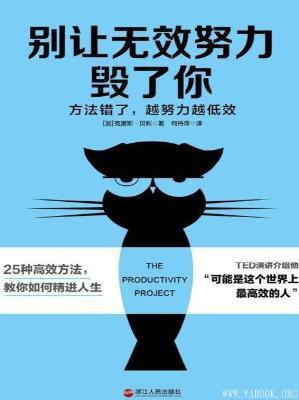 别让无效努力
毁了你
方法错了，越努力越低效
[加]克里斯·贝利◎著 何丹萍◎译
25种高效方法，
教你如何精进人生
THE
PRODUCTIVITY
PROJECT
TED演讲介绍他
“可能是这个世界上
最高效的人”
浙江人民出版社
WWW.YABOOK.ORG